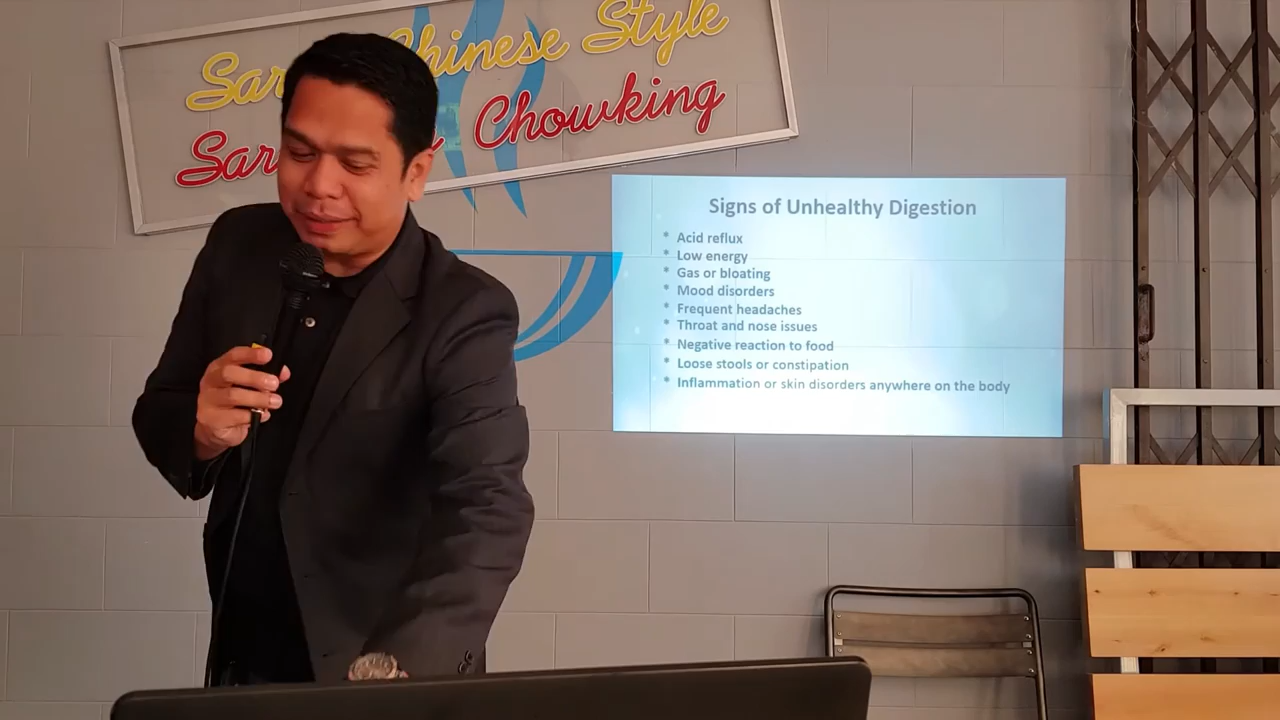 Chinese Style
Chowking
Signs of Unhealthy Digestion
* Acid reflux
* Low energy
* Gas or bloating
* Mood disorders
* Frequent headaches
* Throat and nose issues
* Negative reaction to food
* Loose stools or constipation
* Inflammation or skin disorders anywhere on the body